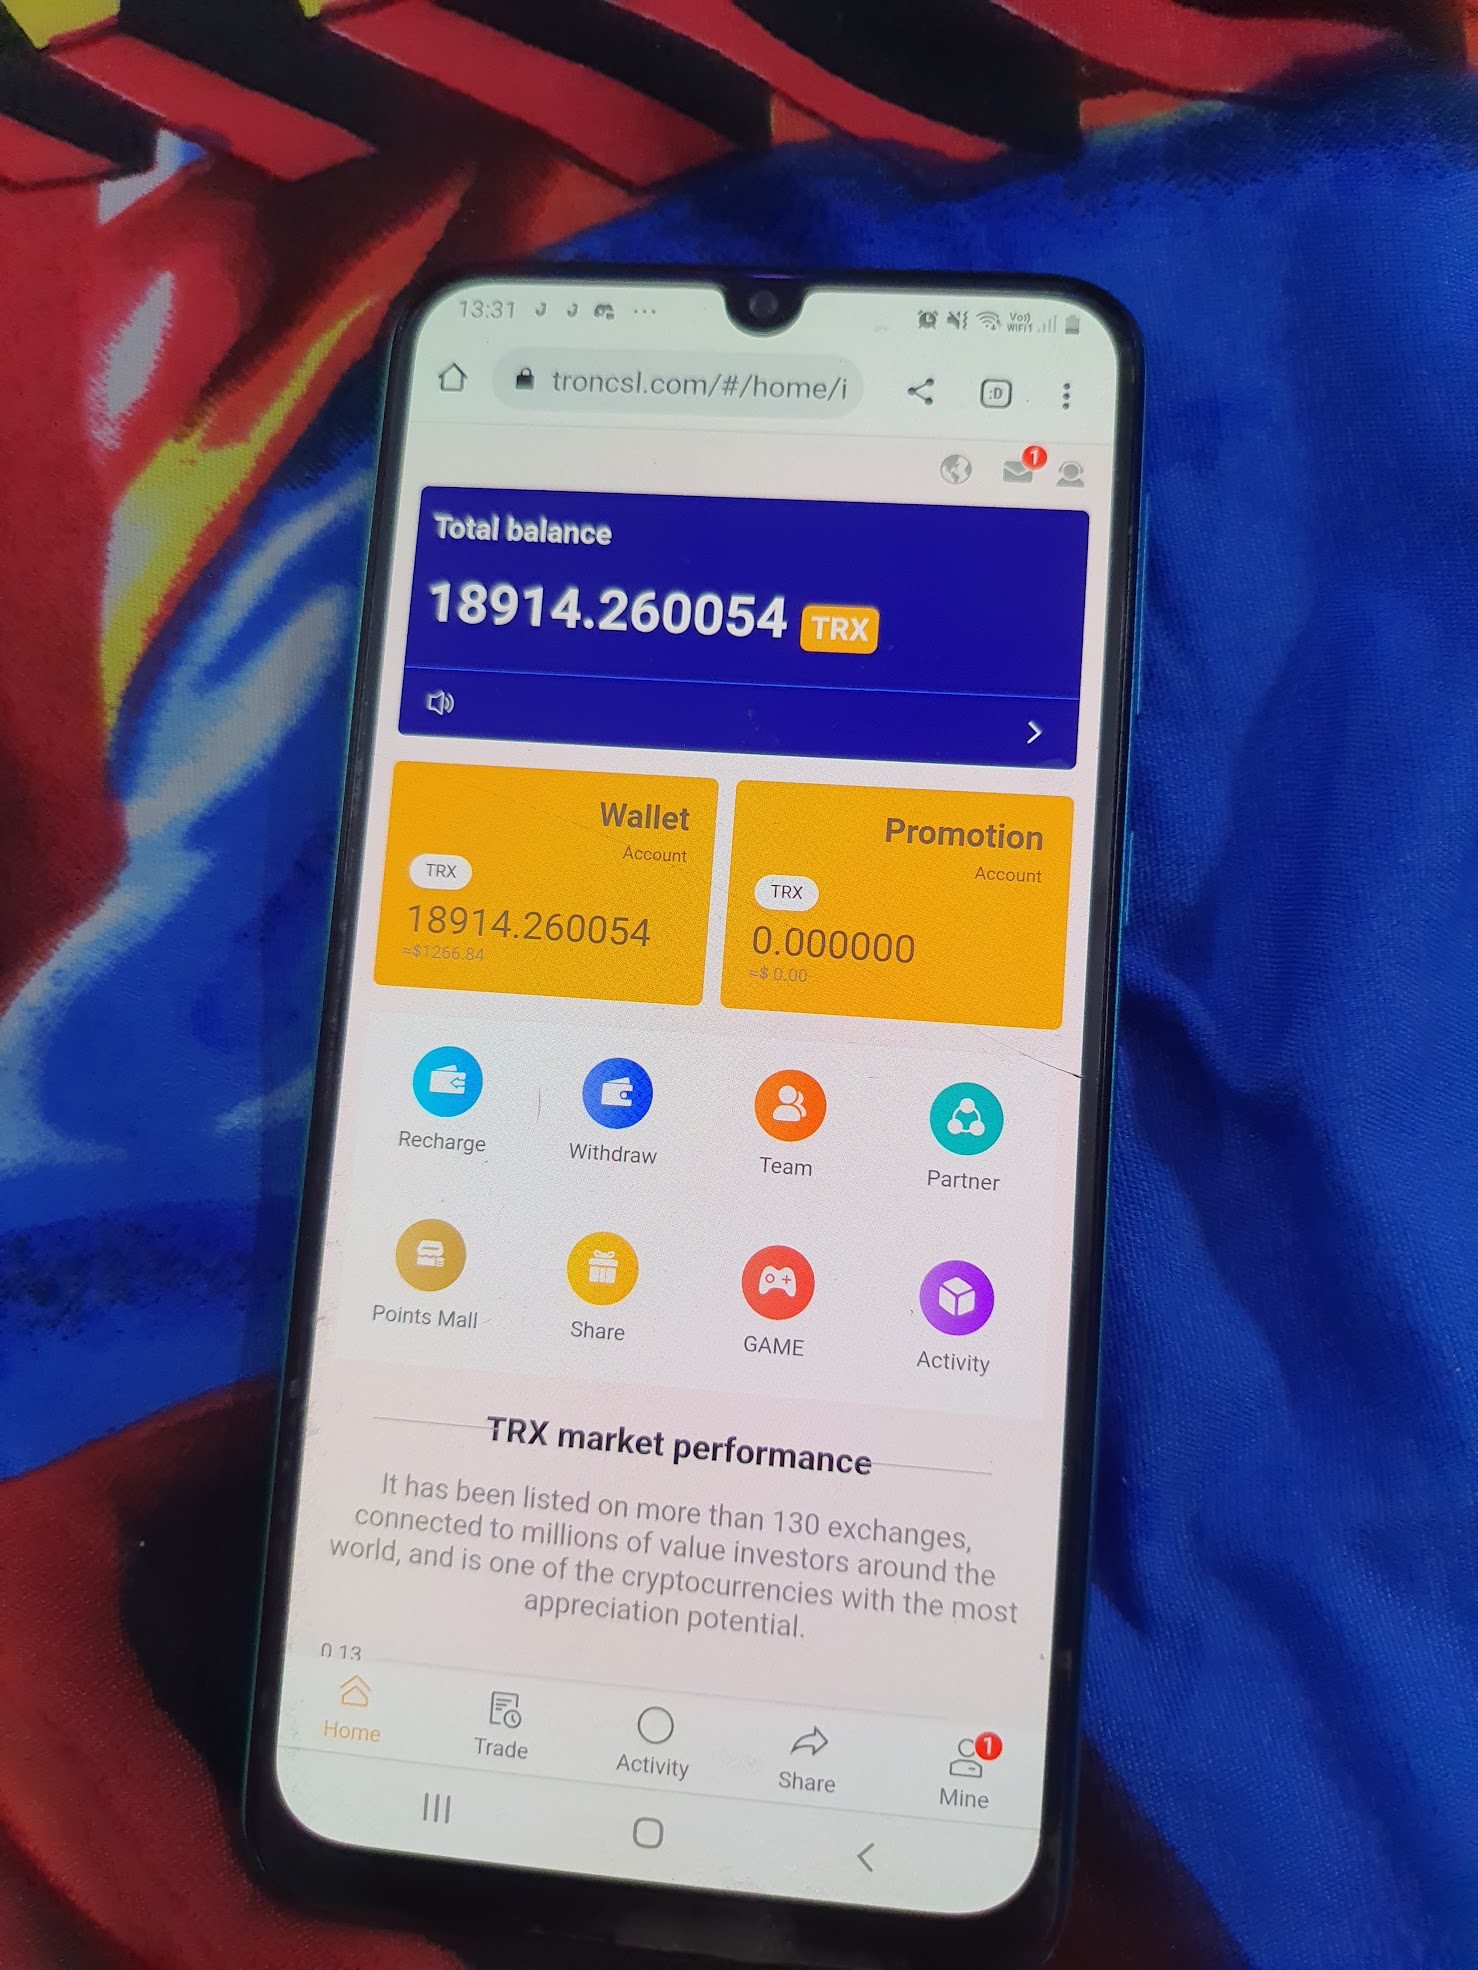 13:31
Vo))
WiFi1
troncsl.com/#/home/i
:D
1
Total balance
18914.260054 TRX
Wallet
Account
TRX
18914.260054
≈$1266.84
Promotion
Account
TRX
0.000000
≈$ 0.00
Recharge
Withdraw
Team
Partner
Points Mall
Share
GAME
Activity
TRX market performance
It has been listed on more than 130 exchanges,
connected to millions of value investors around the
world, and is one of the cryptocurrencies with the most
appreciation potential.
0.13
Home
Trade
Activity
Share
1
Mine